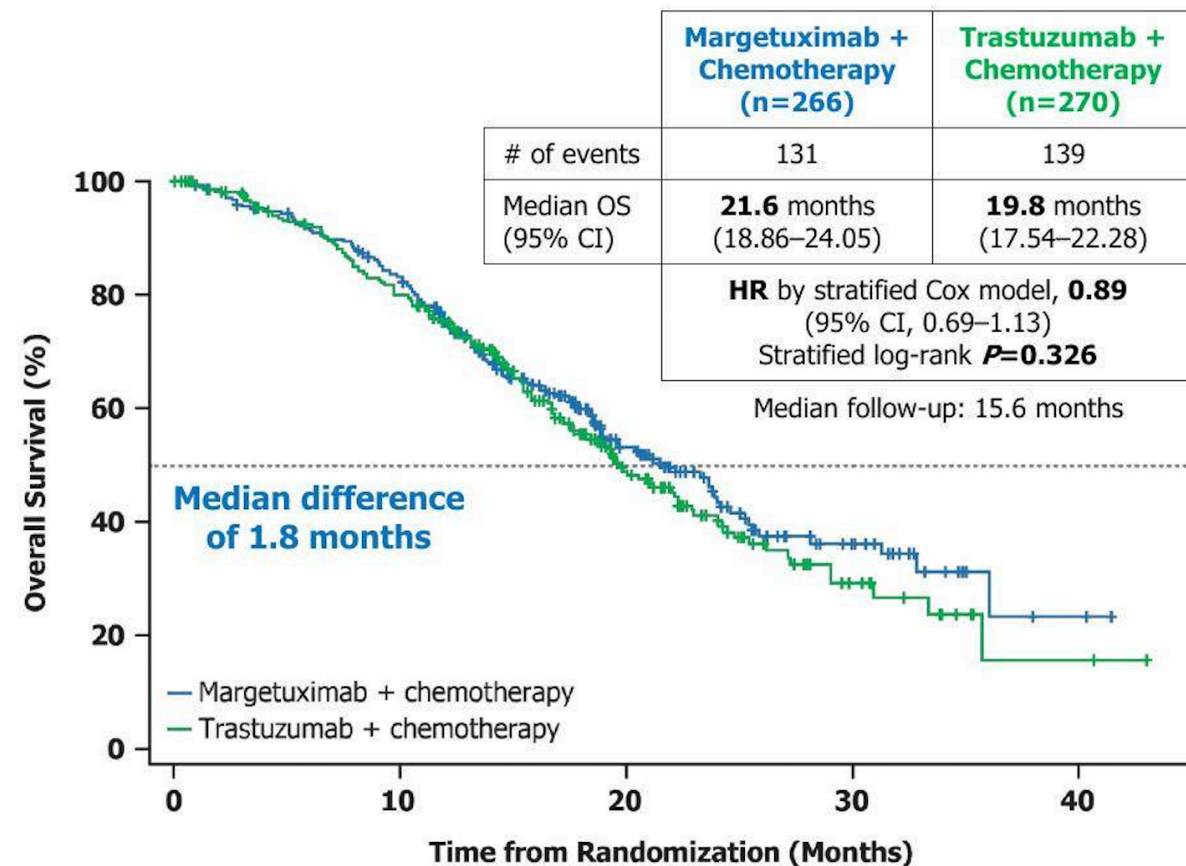 Margetuximab +
Chemotherapy
(n=266)
Trastuzumab +
Chemotherapy
(n=270)
# of events 131 139
Median OS
(95% CI)
21.6 months
(18.86–24.05)
19.8 months
(17.54–22.28)
HR by stratified Cox model, 0.89
(95% CI, 0.69–1.13)
Stratified log-rank P=0.326
Median follow-up: 15.6 months
Overall Survival (%)
100
80
60
40
20
0
Median difference
of 1.8 months
Margetuximab + chemotherapy
Trastuzumab + chemotherapy
0 10 20 30 40
Time from Randomization (Months)